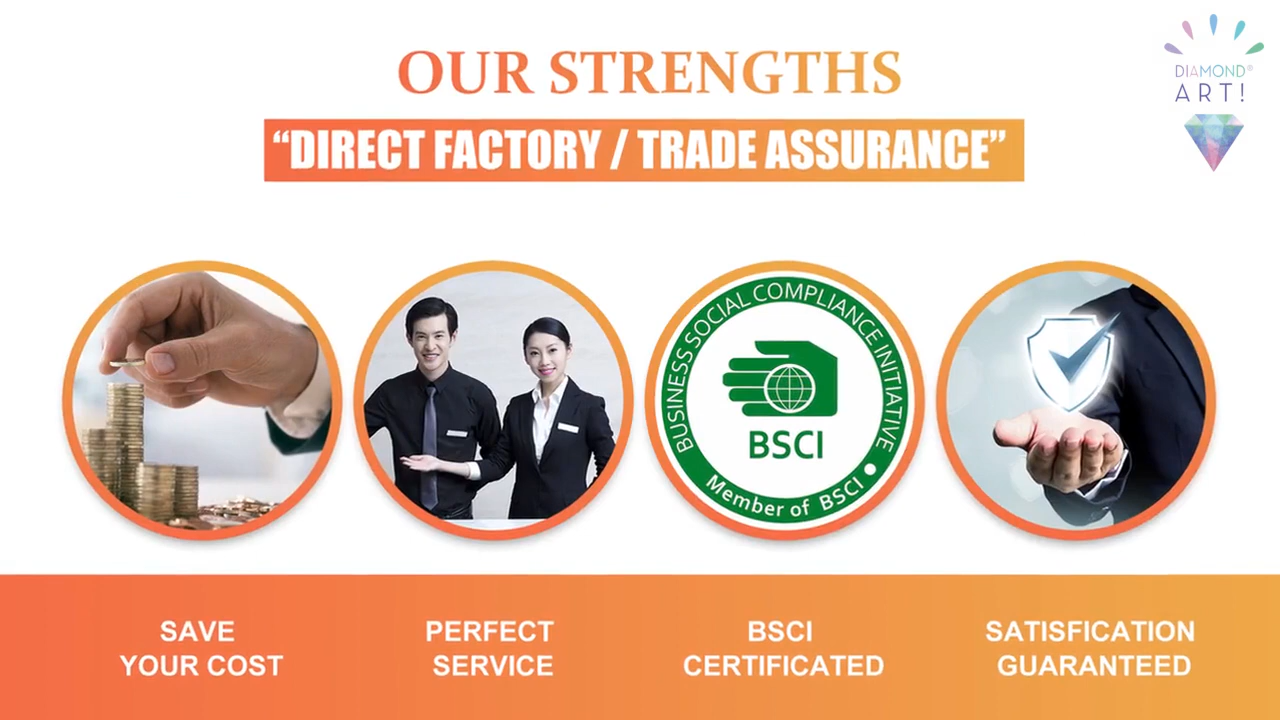 OUR STRENGTHS
“DIRECT FACTORY / TRADE ASSURANCE”
DIAMOND®
ART!
BUSINESS SOCIAL COMPLIANCE INITIATIVE
BSCI
Member of BSCI
SAVE
YOUR COST
PERFECT
SERVICE
BSCI
CERTIFICATED
SATISFICATION
GUARANTEED